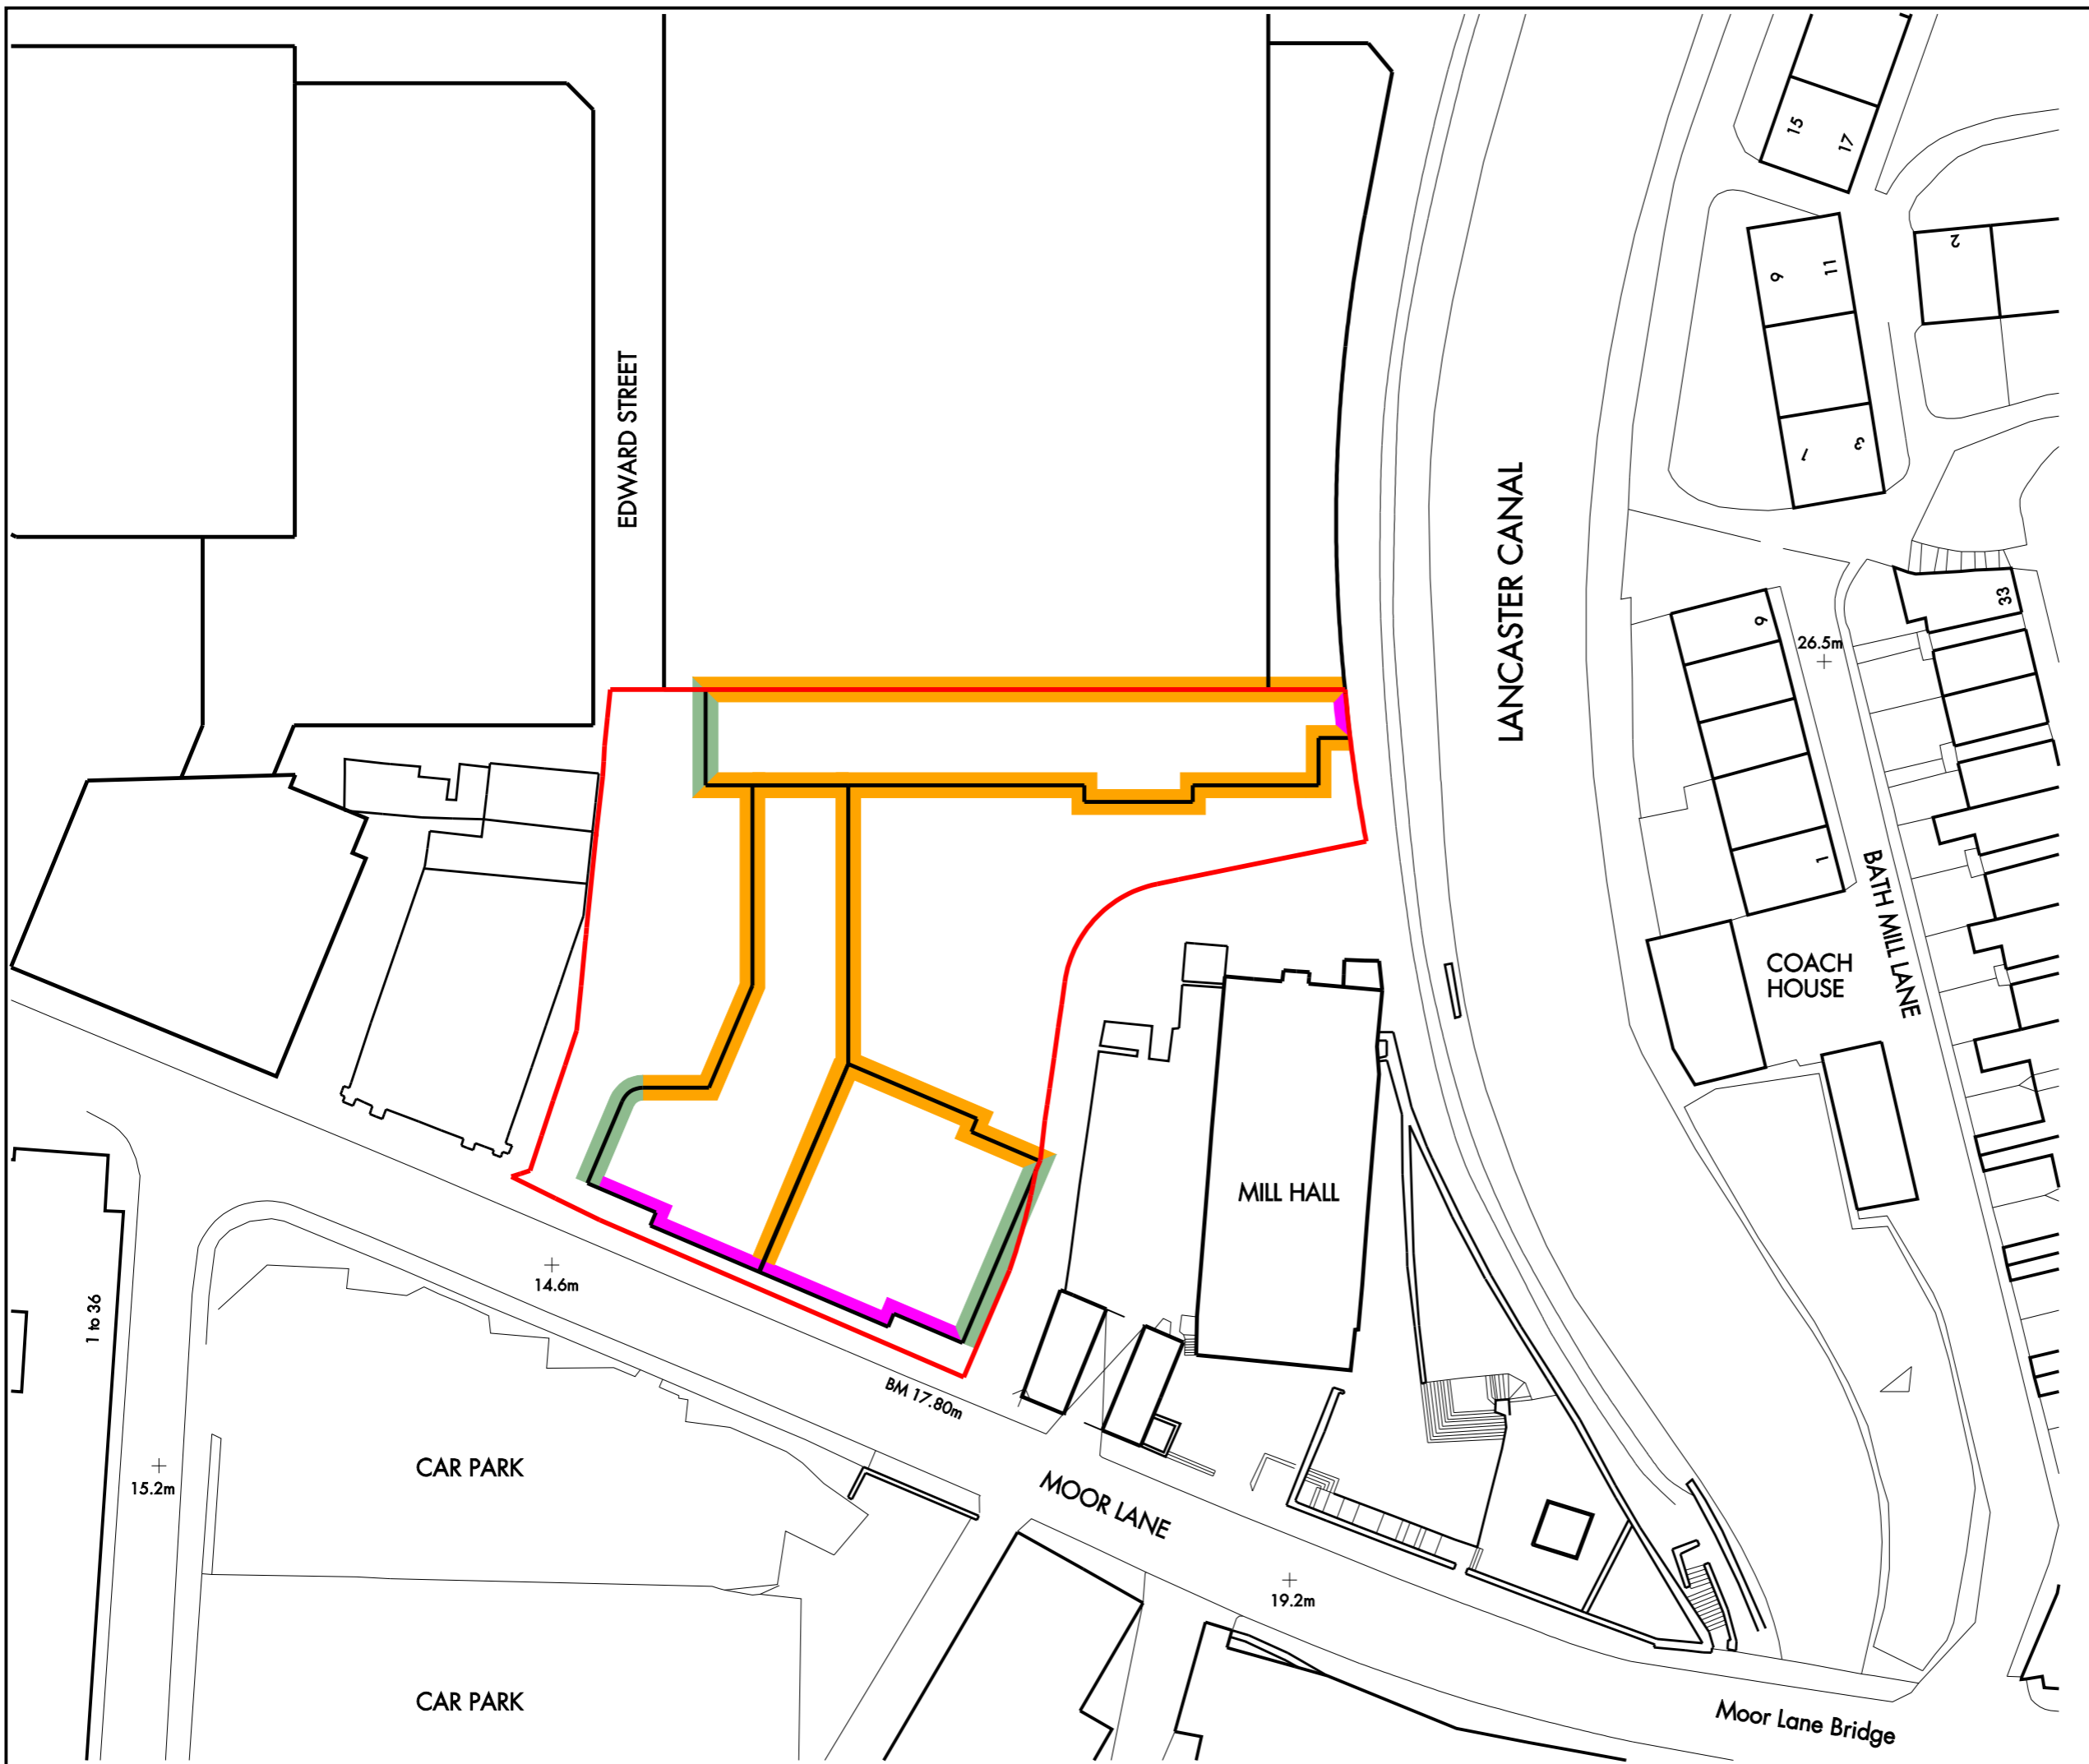 15
17
2
9
11
EDWARD STREET
1
3
LANCASTER CANAL
33
9
26.5m
1
BATH MILL LANE
COACH
HOUSE
MILL HALL
14.6m
1 to 36
BM 17.80m
CAR PARK
15.2m
MOOR LANE
19.2m
CAR PARK
Moor Lane Bridge